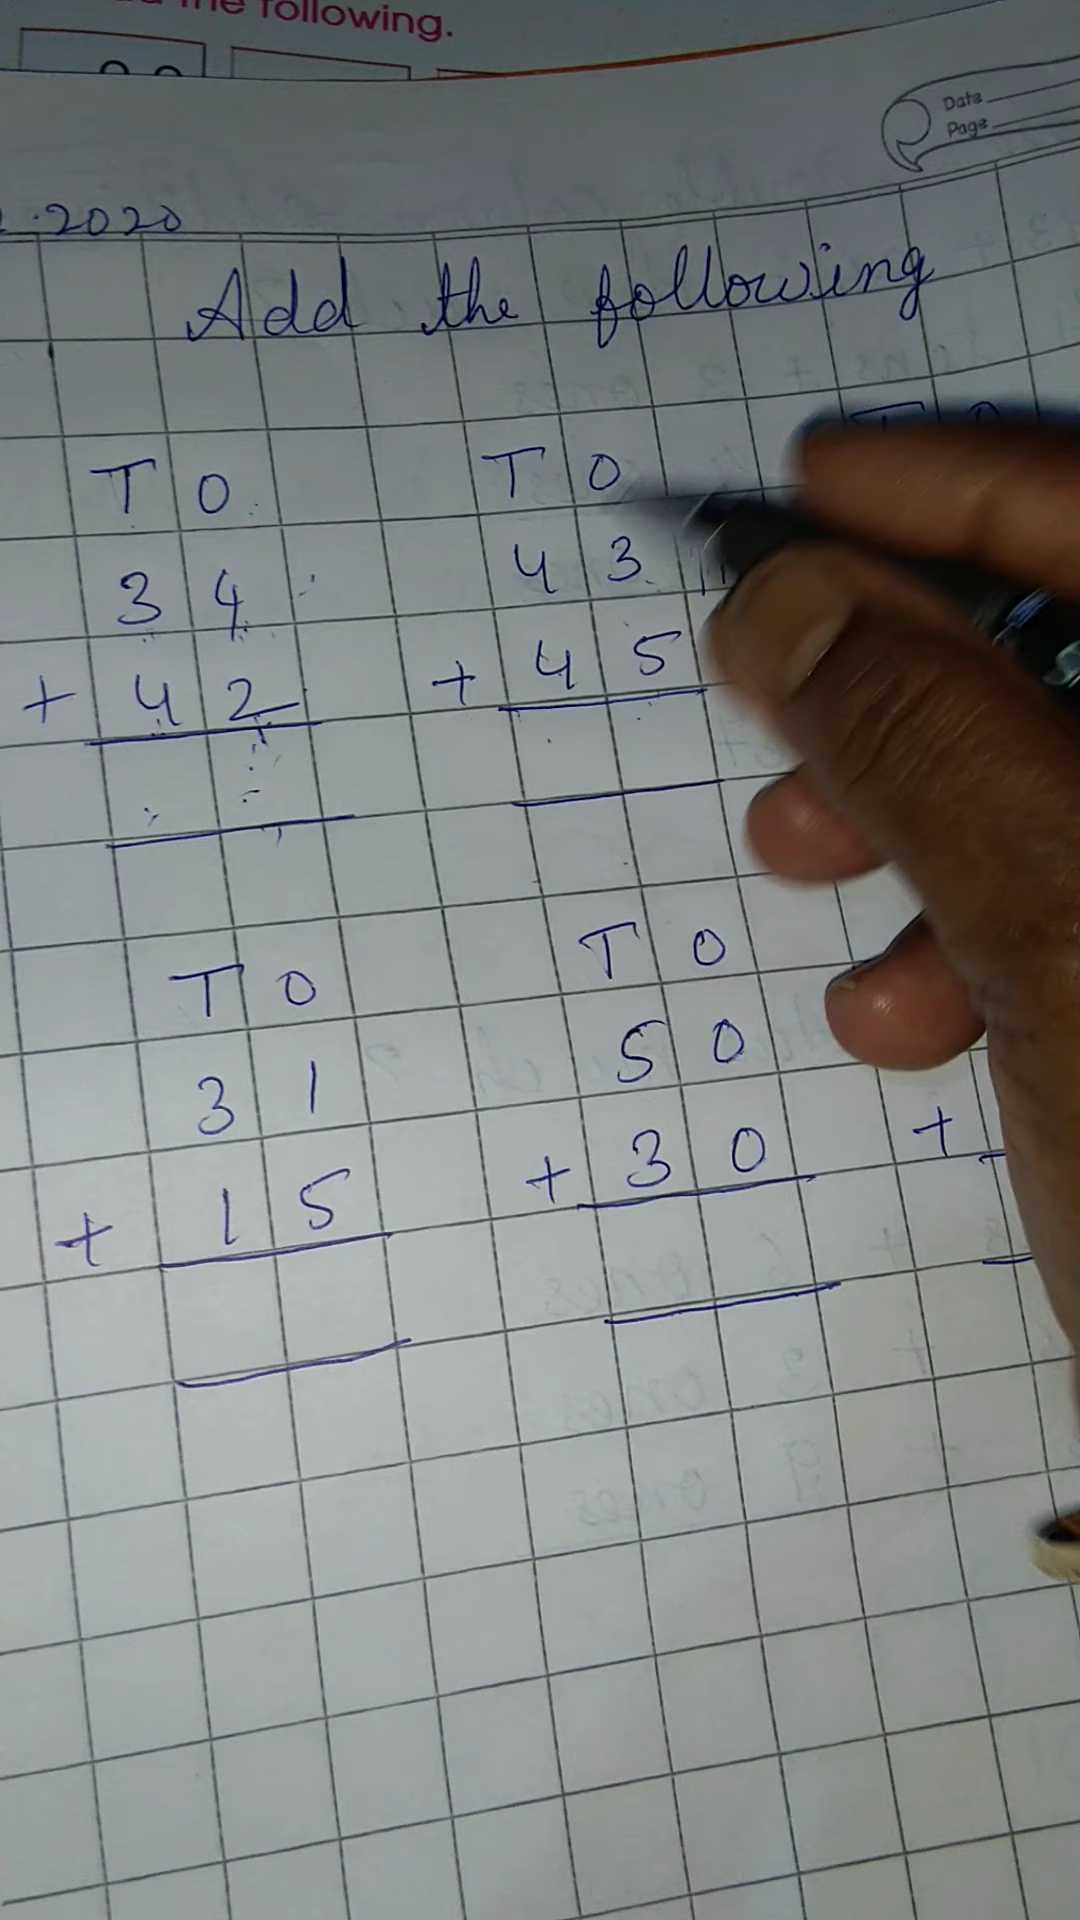 the following.
Date
Page
.2020
Add the following
T O T O T O
3 4 4 3
+ 4 2 + 4 5
T O T O
3 1 5 0
+ 1 5 + 3 0 +